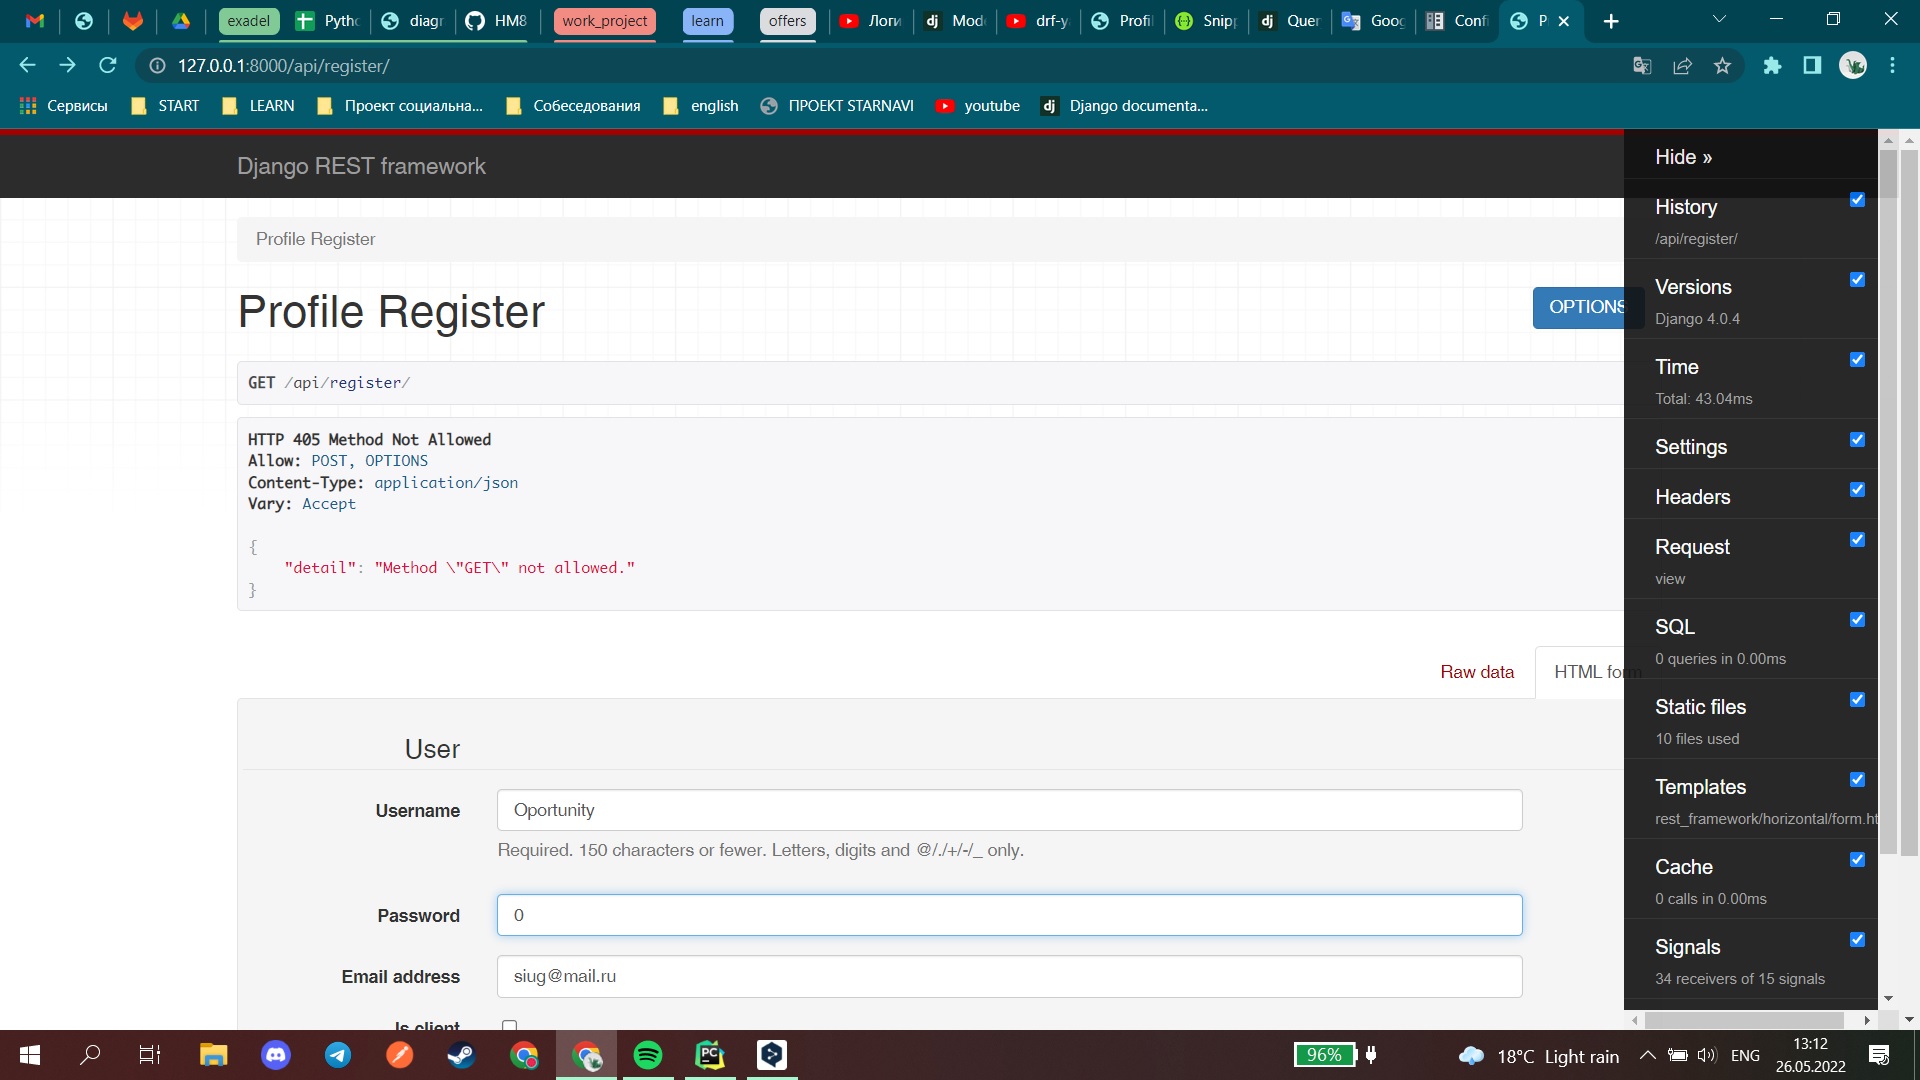 exadel
Pytho
diagr
HM8
work_project
learn
offers
Логи
Mode
drf-y
Profil
Snipp
Quer
Goog
Confi
P
127.0.0.1:8000/api/register/
Сервисы
START
LEARN
Проект социальна...
Собеседования
english
ПРОЕКТ STARNAVI
youtube
dj
Django documenta...
Django REST framework
Profile Register
Profile Register
OPTIONS
GET /api/register/
HTTP 405 Method Not Allowed
Allow: POST, OPTIONS
Content-Type: application/json
Vary: Accept
{
"detail": "Method \"GET\" not allowed."
}
Raw data
HTML form
User
Username
Oportunity
Required. 150 characters or fewer. Letters, digits and @/./+/-/_ only.
Password
0
Email address
siug@mail.ru
Is client
Hide »
History
/api/register/
Versions
Django 4.0.4
Time
Total: 43.04ms
Settings
Headers
Request
view
SQL
0 queries in 0.00ms
Static files
10 files used
Templates
rest_framework/horizontal/form.ht
Cache
0 calls in 0.00ms
Signals
34 receivers of 15 signals
96%
18°C Light rain
ENG
13:12
26.05.2022